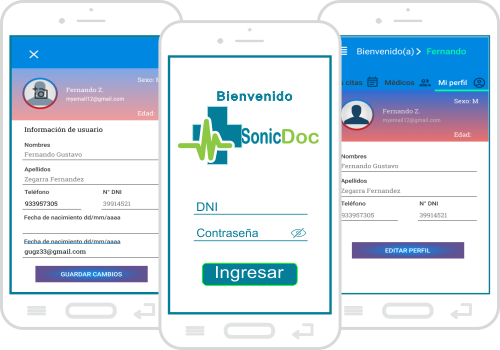 Sexo: M
Fernando Z.
myemail12@gmail.com
Edad:
Información de usuario
Nombres
Fernando Gustavo
Apellidos
Zegarra Fernandez
Teléfono N° DNI
933957305 39914521
Fecha de nacimiento dd/mm/aaaa
Fecha de nacimiento dd/mm/aaaa
gugz33@gmail.com
GUARDAR CAMBIOS
Bienvenido
SonicDoc
DNI
Contraseña
Ingresar
Bienvenido(a) Fernando
citas Médicos Mi perfil
Sexo: M
Fernando Z.
myemail12@gmail.com
Edad:
Nombres
Fernando Gustavo
Apellidos
Zegarra Fernandez
Teléfono N° DNI
933957305 39914521
EDITAR PERFIL